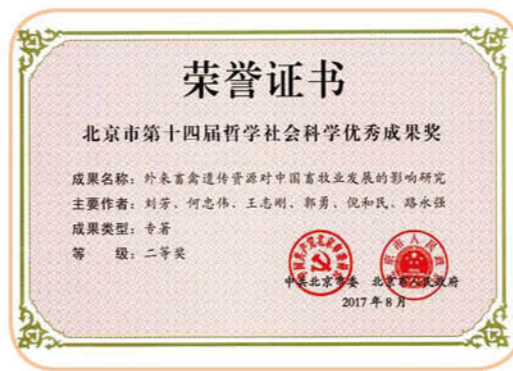 荣誉证书
北京市第十四届哲学社会科学优秀成果奖
成果名称：外来畜禽遗传资源对中国畜牧业发展的影响研究
主要作者：刘芳、何忠伟、王志刚、郭勇、倪和民、路永强
成果类型：专著
等　　级：二等奖
中共北京市委　北京市人民政府
2017 年 8 月